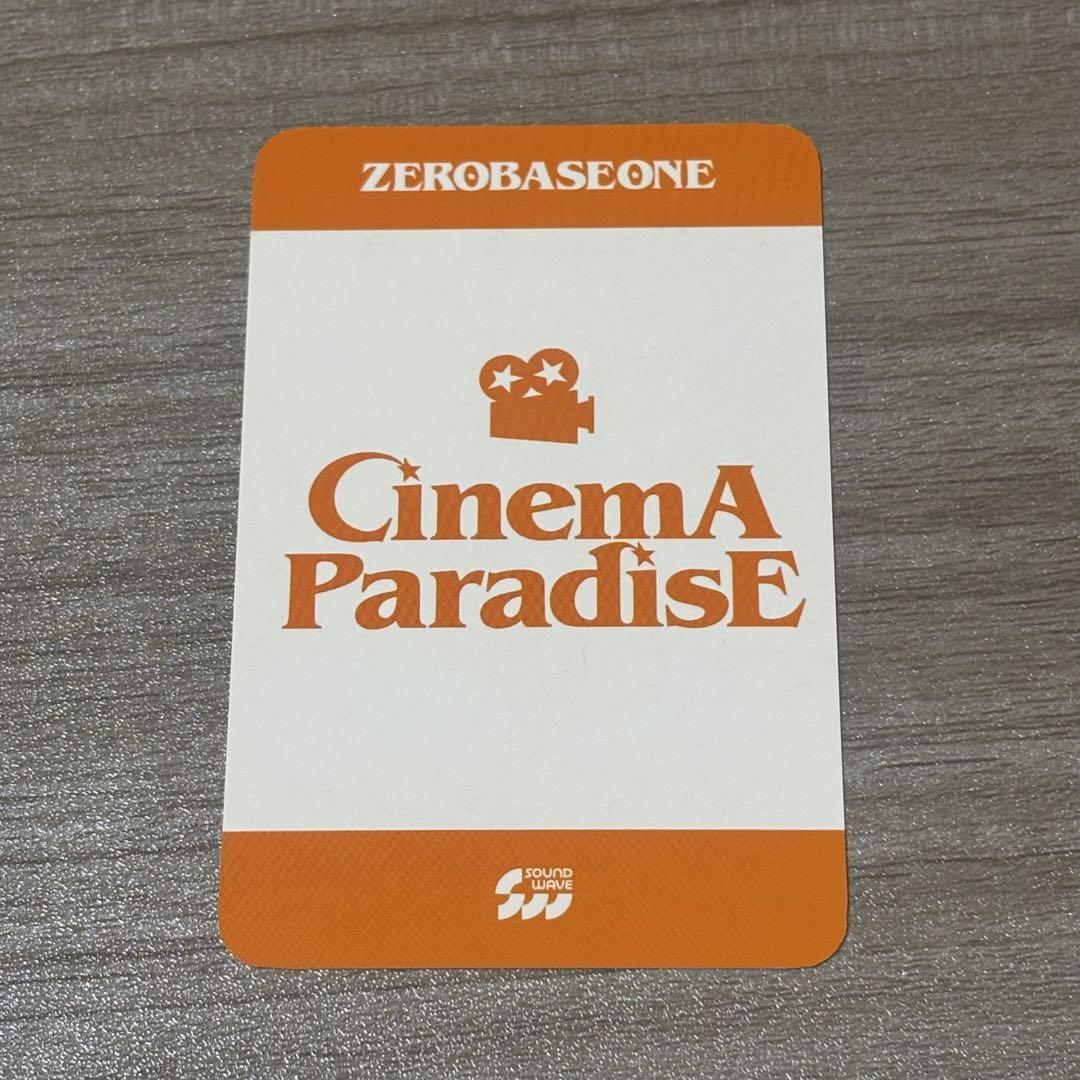 ZEROBASEONE
CinemA
ParadisE
SOUND
WAVE